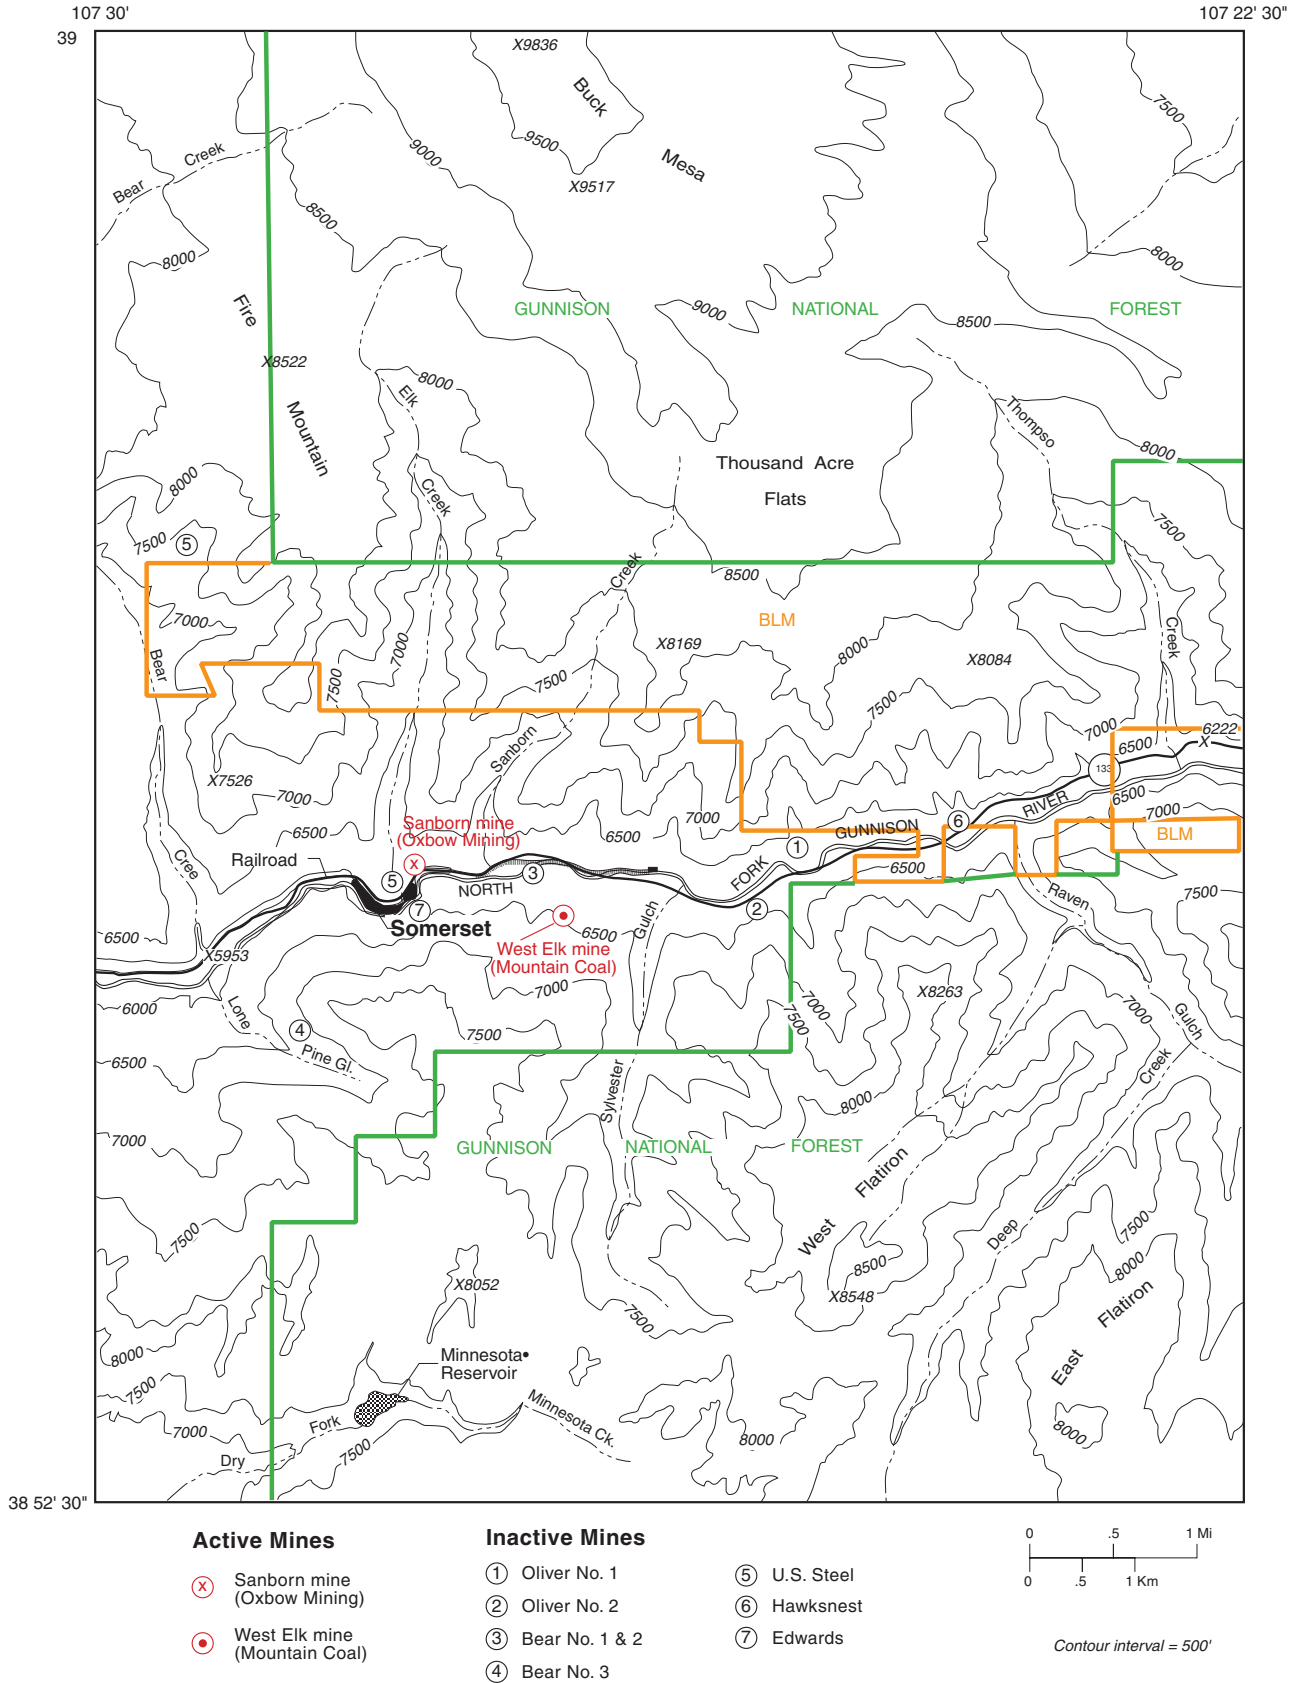 107 30'
107 22' 30"
39
X9836
Buck
Mesa
7500
9500
9000
X9517
Bear
Creek
8500
8000
8000
Fire
GUNNISON
9000
NATIONAL
FOREST
8500
X8522
8000
Elk
Mountain
Thompso
8000
Thousand Acre
Flats
8000
Creek
7500
7500
5
Creek
8500
BLM
7000
7000
X8169
8000
X8084
Creek
Bear
7500
7500
7500
7000
6222
X
6500
Sanborn
133
X7526
7000
6500
7000
RIVER
7000
Sanborn mine
(Oxbow Mining)
6500
6500
GUNNISON
6
BLM
1
Railroad
x
6500
FORK
5
3
NORTH
Raven
7500
7
2
Somerset
Gulch
6500
6500
West Elk mine
(Mountain Coal)
Cree
X5953
7000
X8263
6000
Lone
4
7500
7000
7500
7000
Gulch
6500
Pine Gl.
Creek
Sylvester
8000
7000
GUNNISON
NATIONAL
FOREST
Flatiron
7500
West
Deep
7500
8500
8000
X8052
X8548
Flatiron
7500
8000
Minnesota
Reservoir
East
7500
Minnesota Ck.
7000
Fork
7500
8000
8000
Dry
38 52' 30"
Active Mines
x Sanborn mine
(Oxbow Mining)
West Elk mine
(Mountain Coal)
Inactive Mines
1 Oliver No. 1
2 Oliver No. 2
3 Bear No. 1 & 2
4 Bear No. 3
5 U.S. Steel
6 Hawksnest
7 Edwards
0 .5 1 Mi
0 .5 1 Km
Contour interval = 500'